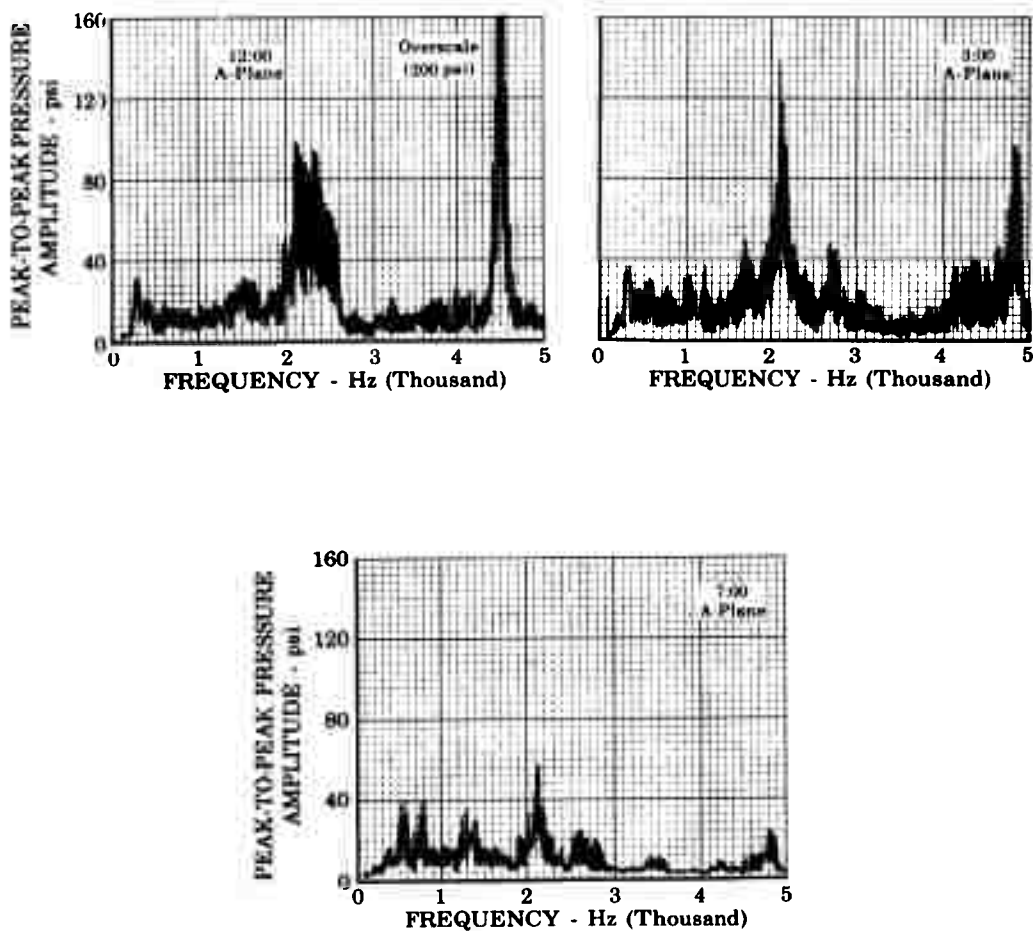 PEAK-TO-PEAK PRESSURE
AMPLITUDE - psi
160
120
80
40
0
12:00
A-Plane
Overscale
(200 psi)
0 1 2 3 4 5
FREQUENCY - Hz (Thousand)
3:00
A-Plane
0 1 2 3 4 5
FREQUENCY - Hz (Thousand)
PEAK-TO-PEAK PRESSURE
AMPLITUDE - psi
160
120
80
40
0
7:00
A-Plane
0 1 2 3 4 5
FREQUENCY - Hz (Thousand)